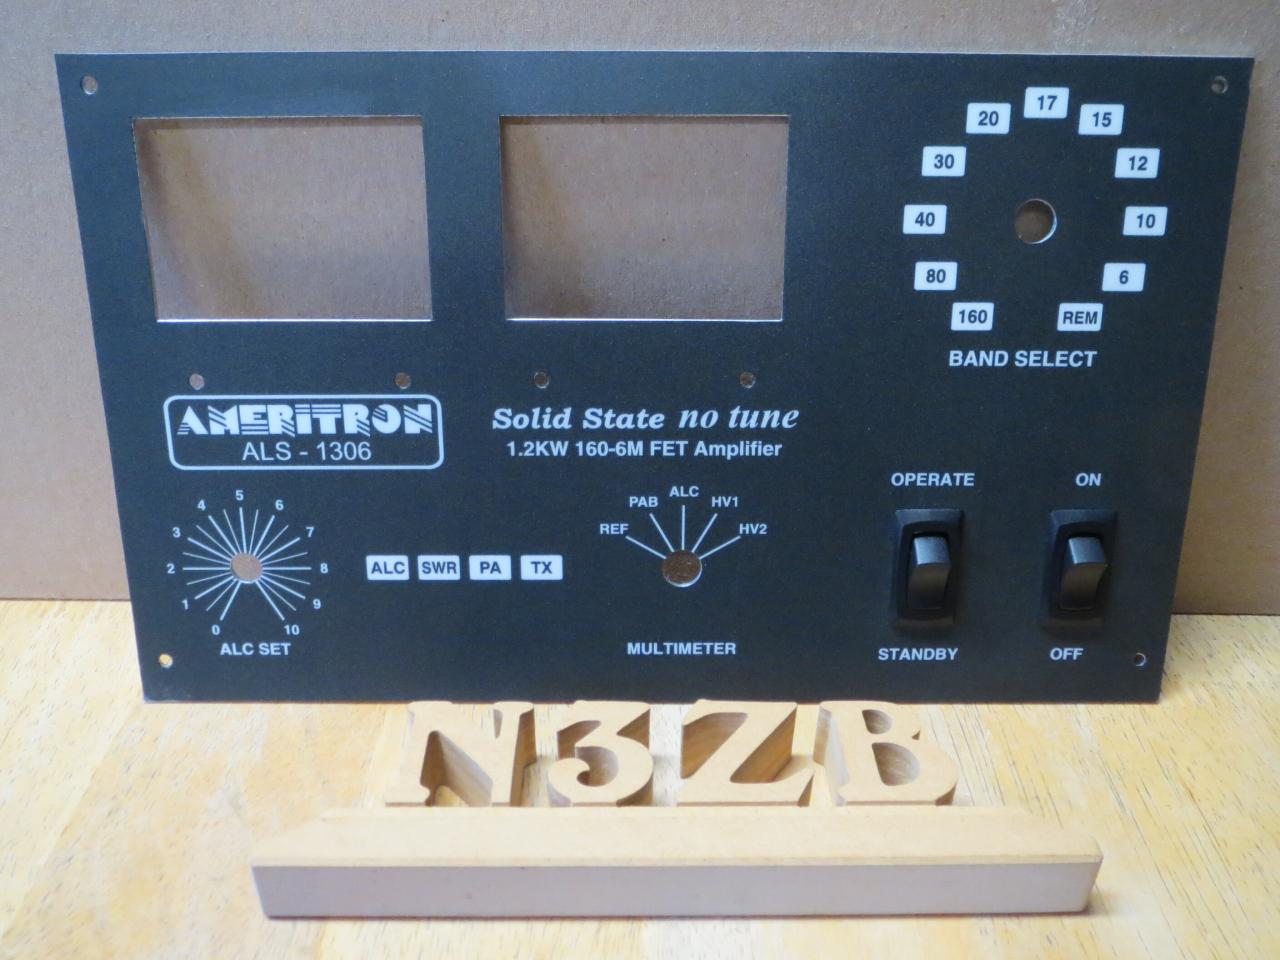 17
20
15
30
12
40
10
80
6
160
REM
BAND SELECT
AMERITRON
ALS - 1306
Solid State no tune
1.2KW 160-6M FET Amplifier
0 1 2 3 4 5 6 7 8 9 10
ALC SET
ALC SWR PA TX
REF PAB ALC HV1 HV2
MULTIMETER
OPERATE
STANDBY
ON
OFF
N3ZB